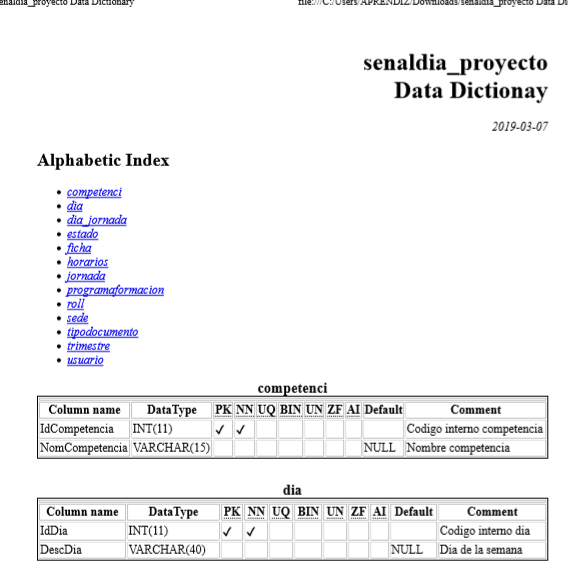 senaldia_proyecto Data Dictionary file:///C:/Users/APRENDIZ/Downloads/senaldia_proyecto Data Di
senaldia_proyecto
Data Dictionay
2019-03-07
Alphabetic Index
• competenci
• dia
• dia_jornada
• estado
• ficha
• horarios
• jornada
• programaformacion
• roll
• sede
• tipodocumento
• trimestre
• usuario
competenci
Column name DataType PK NN UQ BIN UN ZF AI Default Comment
IdCompetencia INT(11) ✓ ✓ Codigo interno competencia
NomCompetencia VARCHAR(15) NULL Nombre competencia
dia
Column name DataType PK NN UQ BIN UN ZF AI Default Comment
IdDia INT(11) ✓ ✓ Codigo interno dia
DescDia VARCHAR(40) NULL Dia de la semana